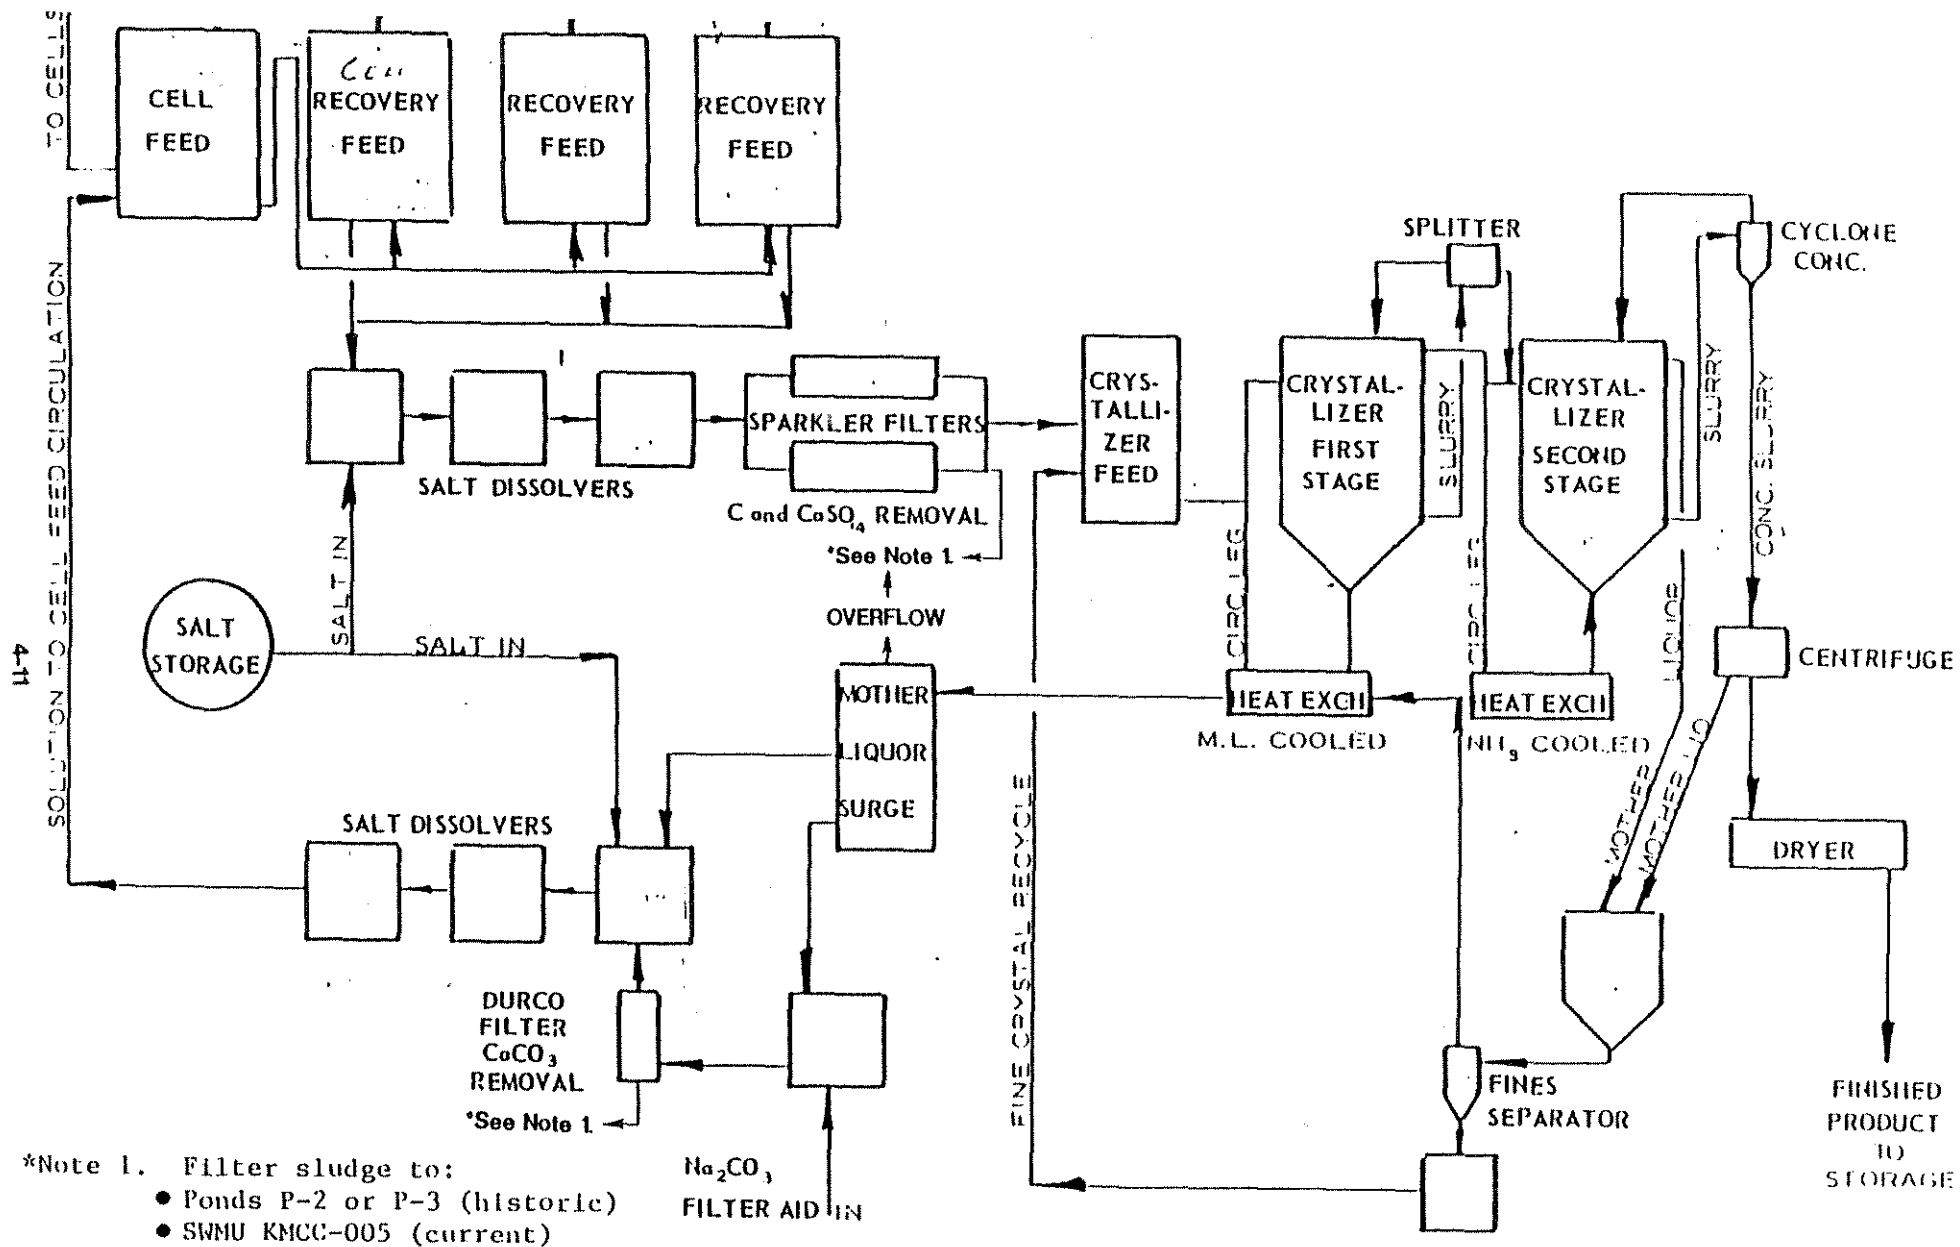 TO CELLS
CELL
FEED
Cell
RECOVERY
FEED
RECOVERY
FEED
RECOVERY
FEED
SPLITTER
CYCLONE
CONC.
SOLUTION TO CELL FEED CIRCULATION
SALT DISSOLVERS
SPARKLER FILTERS
C and CaSO4 REMOVAL
*See Note 1.
OVERFLOW
CRYS-
TALLI-
ZER
FEED
CRYSTAL-
LIZER
FIRST
STAGE
SLURRY
CRYSTAL-
LIZER
SECOND
STAGE
SLURRY
CONC. SLURRY
CIRC LEG
CIRC LEG
SALT IN
SALT
STORAGE
SALT IN
MOTHER
LIQUOR
SURGE
HEAT EXCH
M.L. COOLED
HEAT EXCH
NH3 COOLED
MOTHER LIQUOR
MOTHER LIQ
CENTRIFUGE
DRYER
4-11
SALT DISSOLVERS
DURCO
FILTER
CaCO3
REMOVAL
*See Note 1.
FINE CRYSTAL RECYCLE
FINES
SEPARATOR
FINISHED
PRODUCT
TO
STORAGE
Na2CO3
FILTER AID IN
*Note 1. Filter sludge to:
● Ponds P-2 or P-3 (historic)
● SWMU KMCC-005 (current)